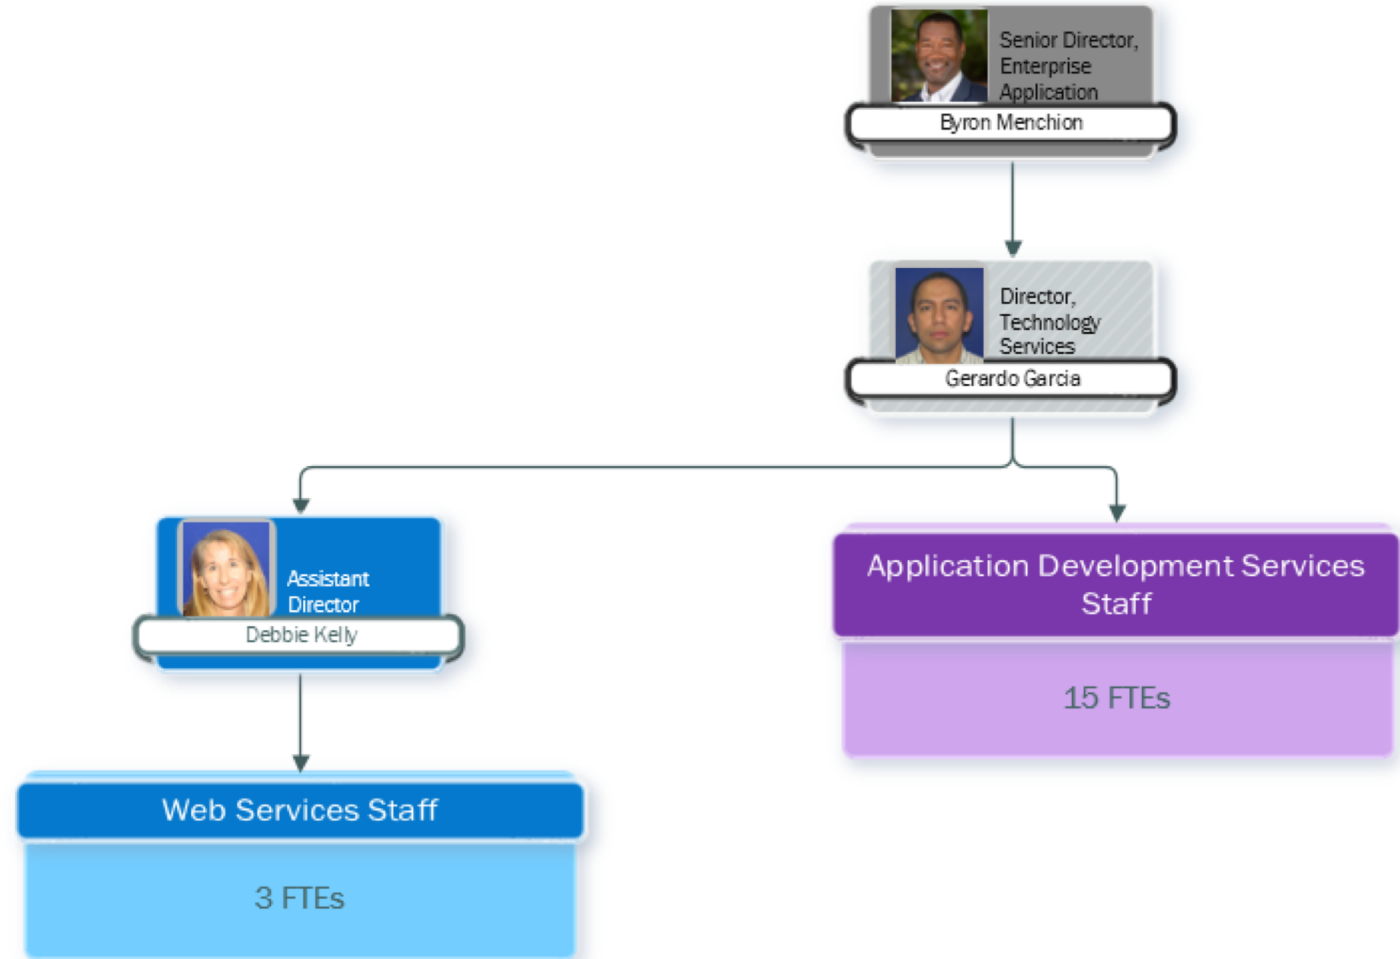 Senior Director,
Enterprise
Application
Byron Menchion
Director,
Technology
Services
Gerardo Garcia
Assistant
Director
Debbie Kelly
Application Development Services
Staff
15 FTEs
Web Services Staff
3 FTEs